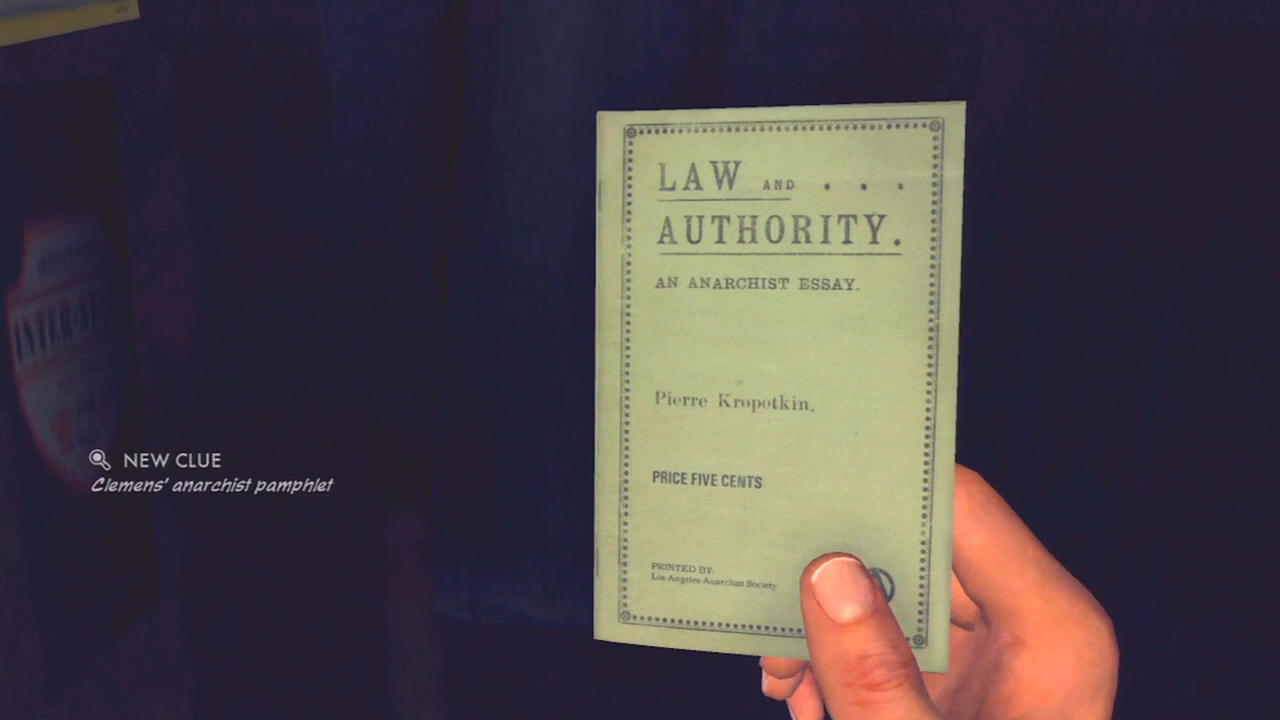 LAW AND . . .
AUTHORITY.
AN ANARCHIST ESSAY.
Pierre Kropotkin.
PRICE FIVE CENTS
PRINTED BY:
Los Angeles Anarchist Society
NEW CLUE
Clemens' anarchist pamphlet